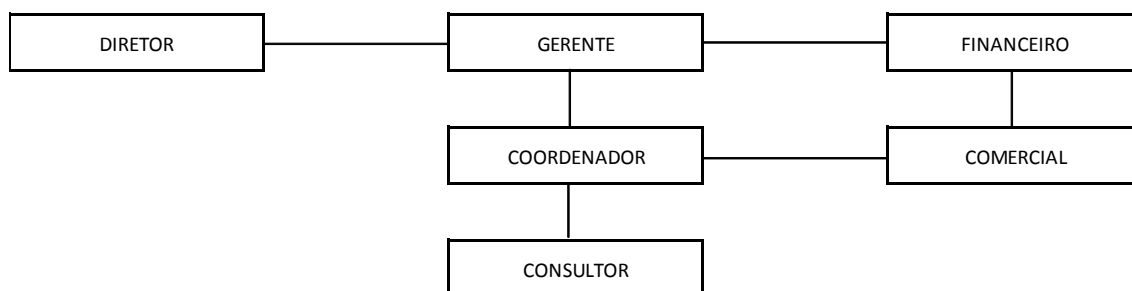 DIRETOR
GERENTE
FINANCEIRO
COORDENADOR
COMERCIAL
CONSULTOR